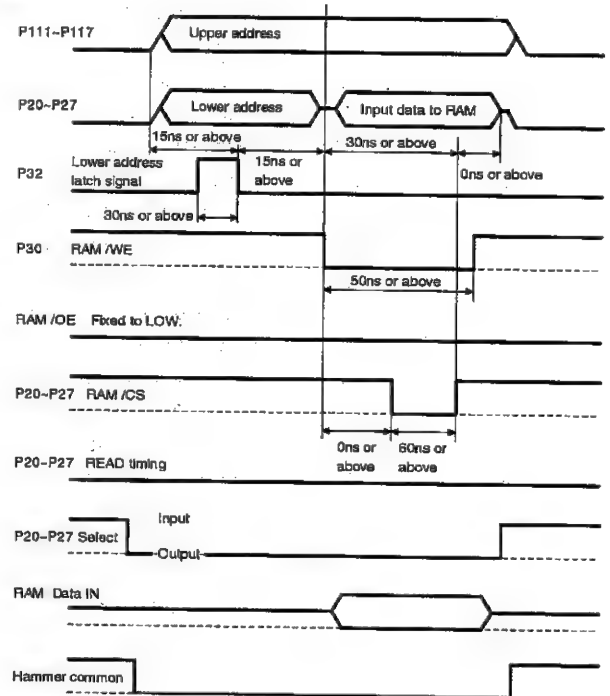 P111~P117
Upper address
P20~P27
Lower address
Input data to RAM
15ns or above
15ns or
above
30ns or above
0ns or above
P32
Lower address
latch signal
30ns or above
P30 RAM /WE
50ns or above
RAM /OE Fixed to LOW.
P20~P27 RAM /CS
0ns or
above
60ns or
above
P20~P27 READ timing
P20~P27 Select
Input
Output
RAM Data IN
Hammer common